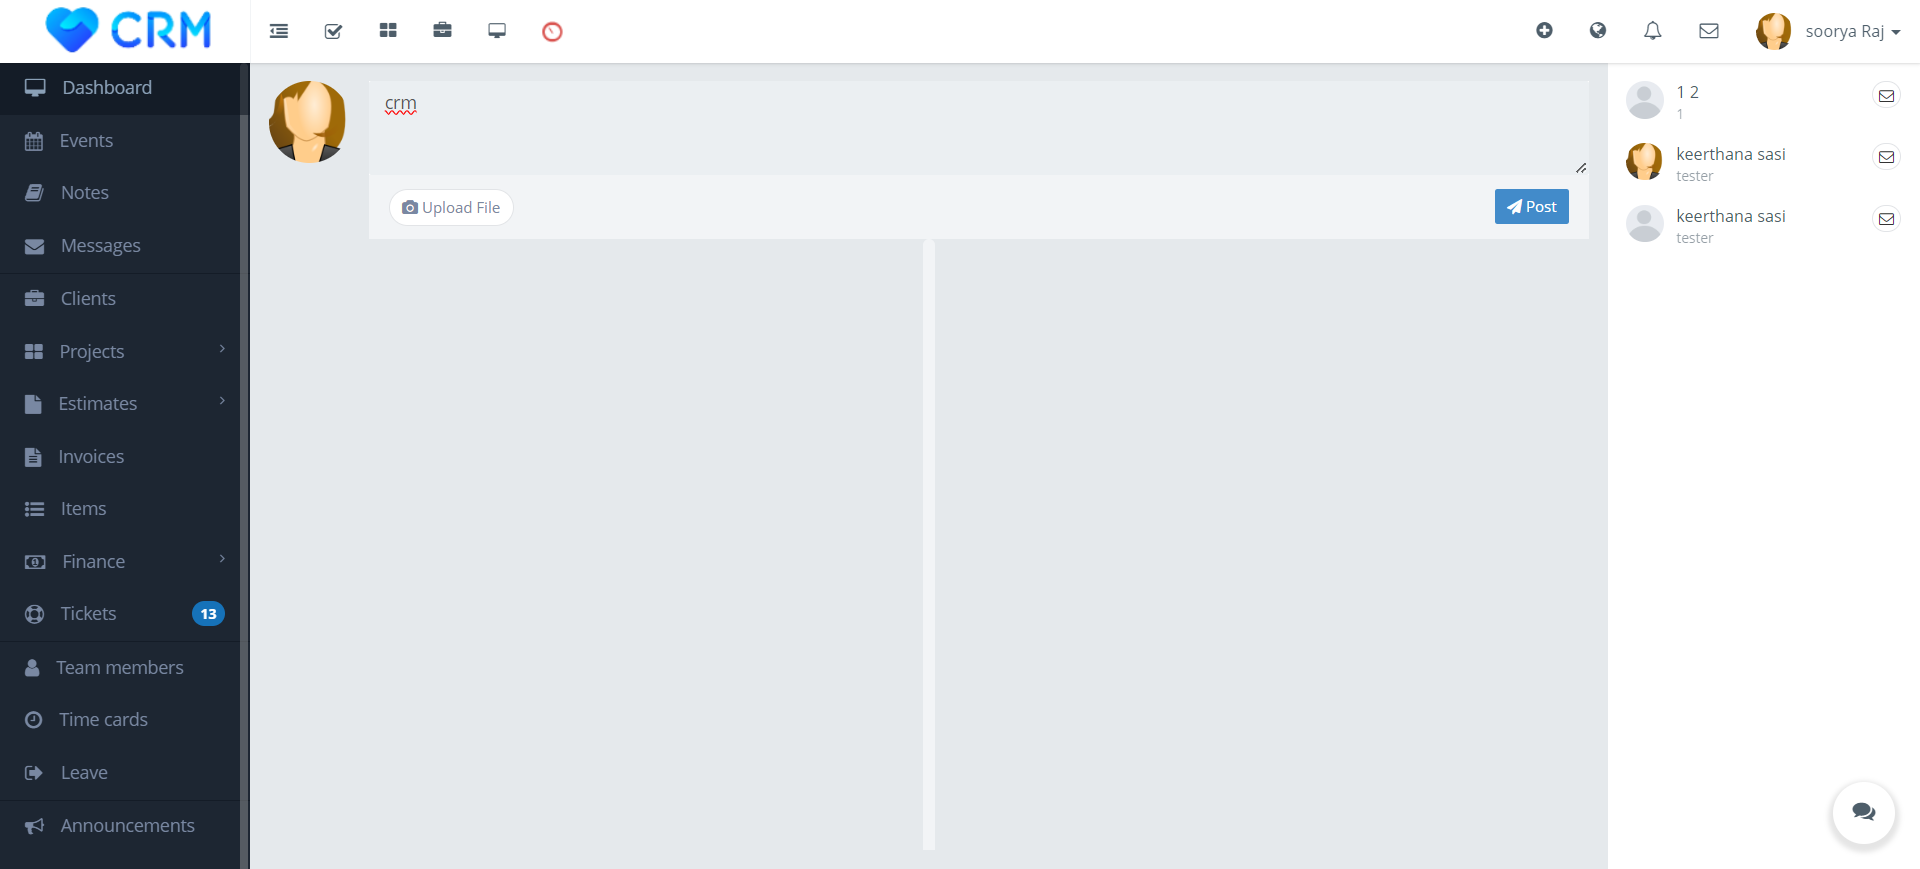 CRM
soorya Raj
Dashboard
Events
Notes
Messages
Clients
Projects
Estimates
Invoices
Items
Finance
Tickets 13
Team members
Time cards
Leave
Announcements
crm
Upload File
Post
1 2
1
keerthana sasi
tester
keerthana sasi
tester